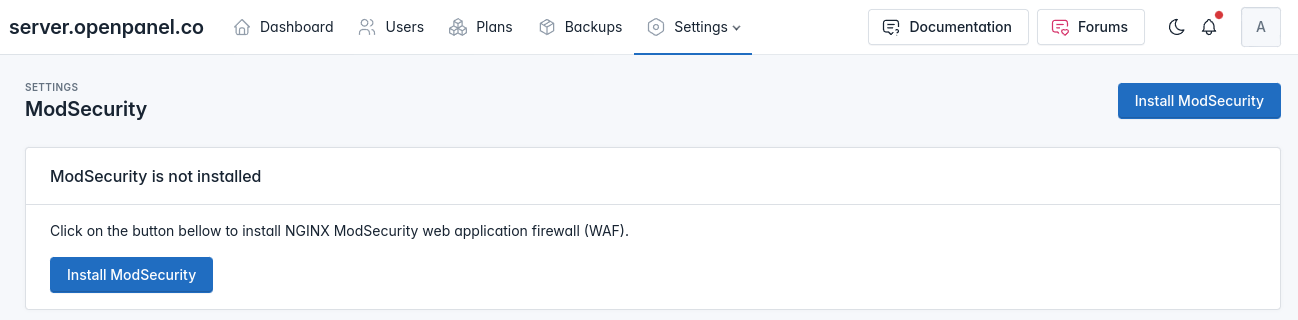 server.openpanel.co Dashboard Users Plans Backups Settings Documentation Forums A
SETTINGS
ModSecurity
Install ModSecurity
ModSecurity is not installed
Click on the button bellow to install NGINX ModSecurity web application firewall (WAF).
Install ModSecurity